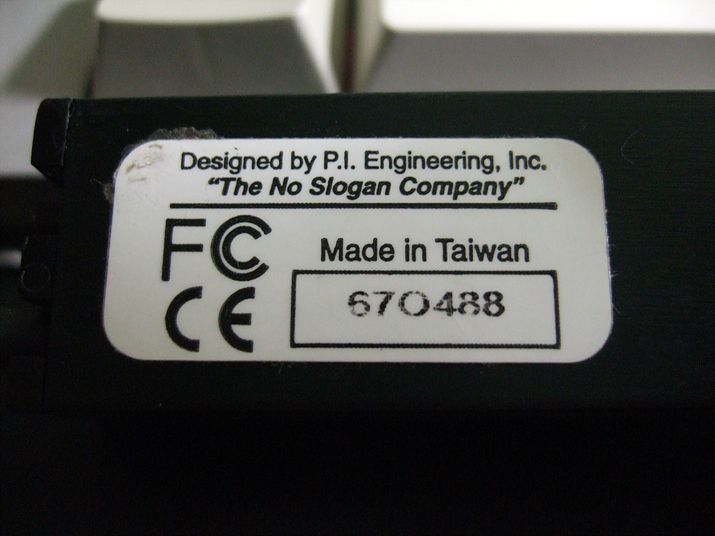 Designed by P.I. Engineering, Inc.
"The No Slogan Company"
FC
Made in Taiwan
CE
670488